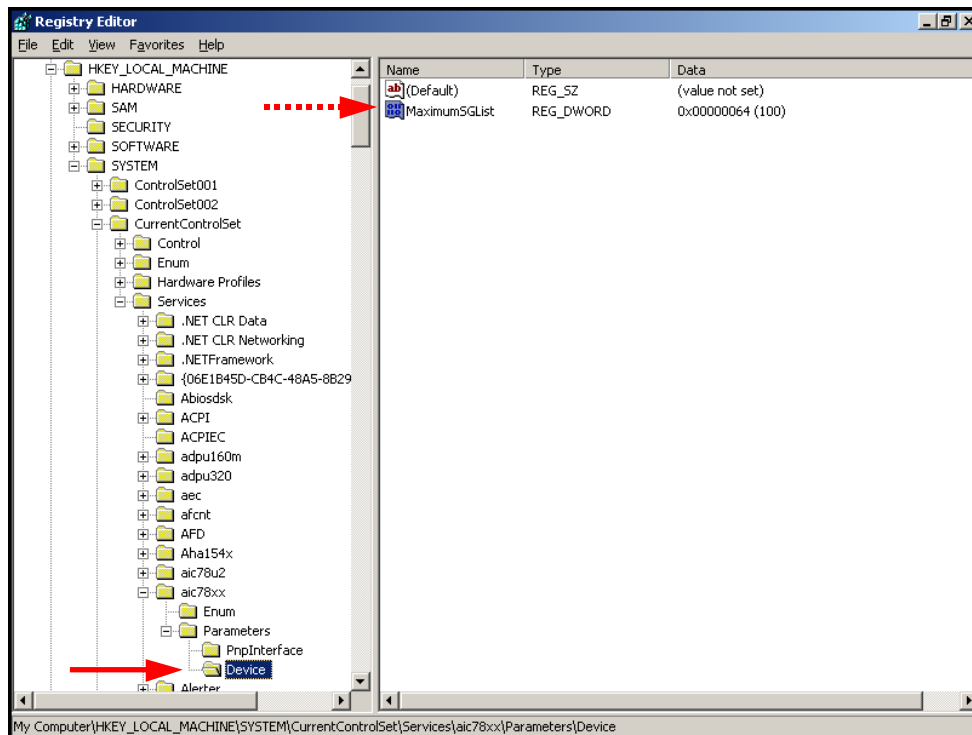 Registry Editor
File Edit View Favorites Help
HKEY_LOCAL_MACHINE
HARDWARE
SAM
SECURITY
SOFTWARE
SYSTEM
ControlSet001
ControlSet002
CurrentControlSet
Control
Enum
Hardware Profiles
Services
.NET CLR Data
.NET CLR Networking
.NETFramework
{06E1B45D-CB4C-48A5-8B29
Abiosdsk
ACPI
ACPIEC
adpu160m
adpu320
aec
afcnt
AFD
Aha154x
aic78u2
aic78xx
Enum
Parameters
PnpInterface
Device
Alerter
Name Type Data
(Default) REG_SZ (value not set)
MaximumSGList REG_DWORD 0x00000064 (100)
My Computer\HKEY_LOCAL_MACHINE\SYSTEM\CurrentControlSet\Services\aic78xx\Parameters\Device